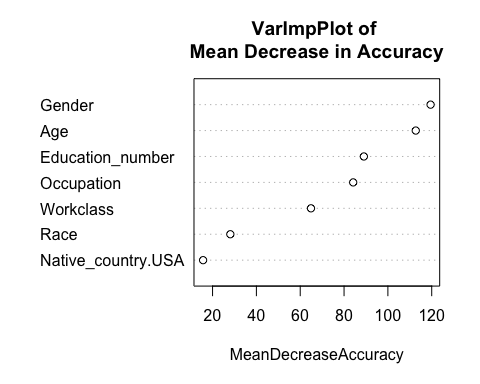 VarImpPlot of
Mean Decrease in Accuracy
Gender
Age
Education_number
Occupation
Workclass
Race
Native_country.USA
20 40 60 80 100 120
MeanDecreaseAccuracy